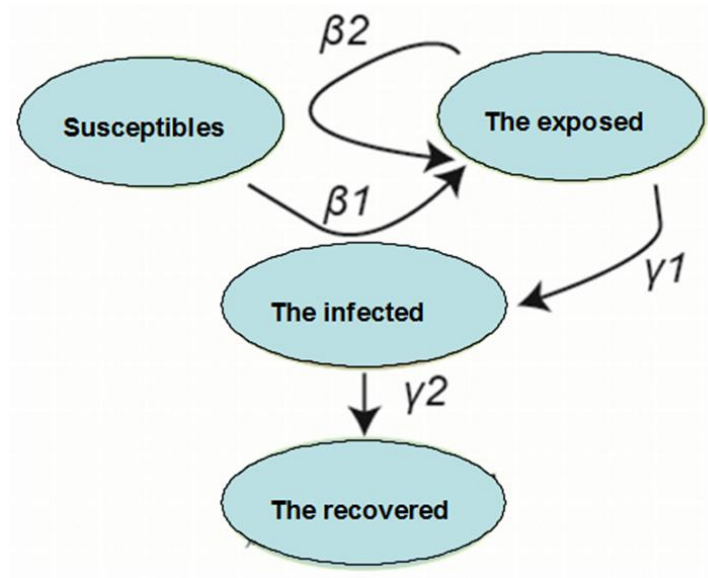 β2
Susceptibles
The exposed
β1
γ1
The infected
γ2
The recovered